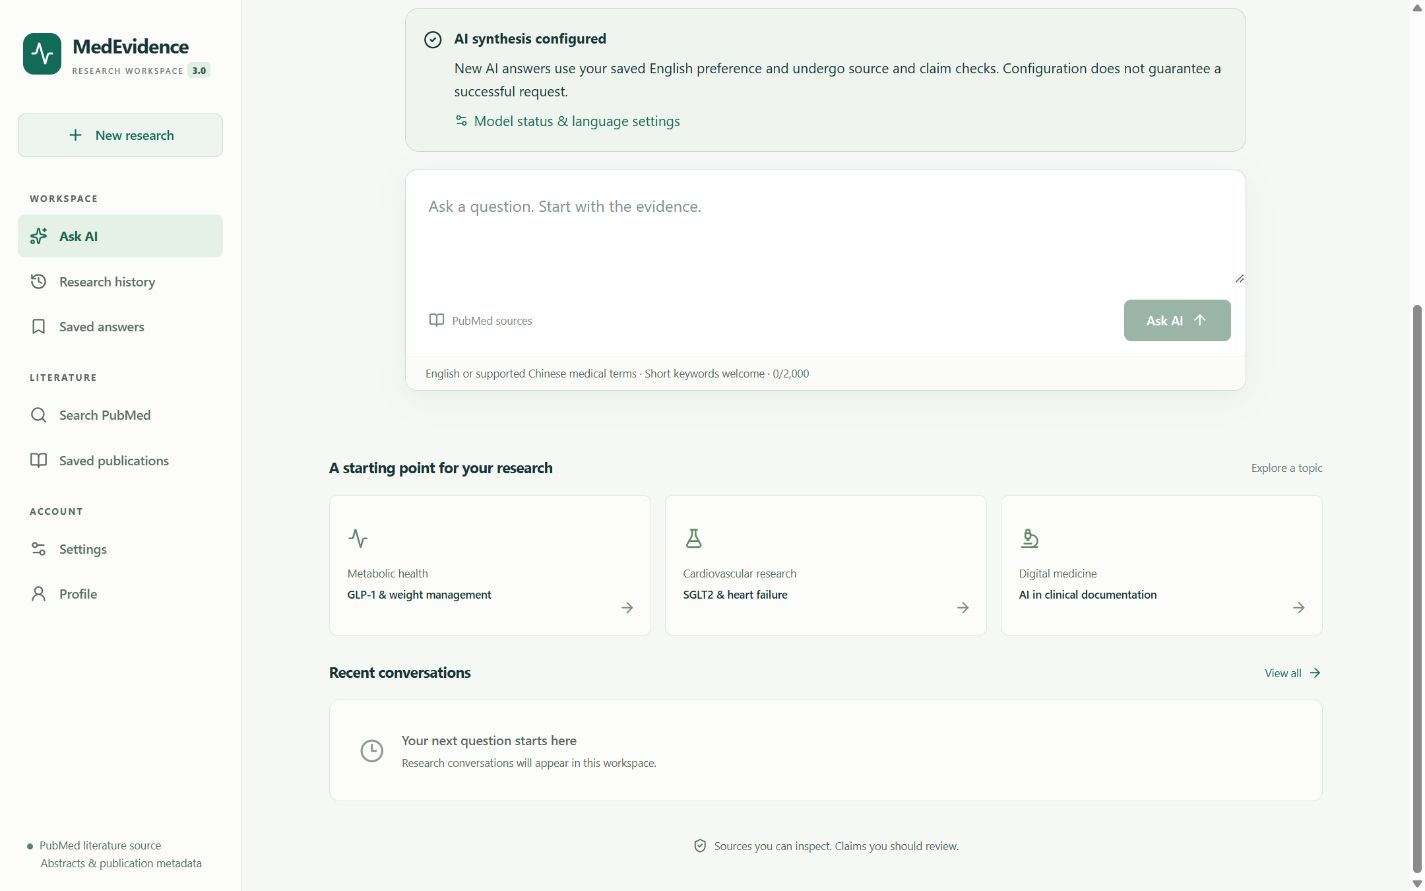 MedEvidence
RESEARCH WORKSPACE 3.0
New research
WORKSPACE
Ask AI
Research history
Saved answers
LITERATURE
Search PubMed
Saved publications
ACCOUNT
Settings
Profile
PubMed literature source
Abstracts & publication metadata
AI synthesis configured
New AI answers use your saved English preference and undergo source and claim checks. Configuration does not guarantee a
successful request.
Model status & language settings
Ask a question. Start with the evidence.
PubMed sources
Ask AI
English or supported Chinese medical terms · Short keywords welcome · 0/2,000
A starting point for your research
Explore a topic
Metabolic health
GLP-1 & weight management
Cardiovascular research
SGLT2 & heart failure
Digital medicine
AI in clinical documentation
Recent conversations
View all
Your next question starts here
Research conversations will appear in this workspace.
Sources you can inspect. Claims you should review.